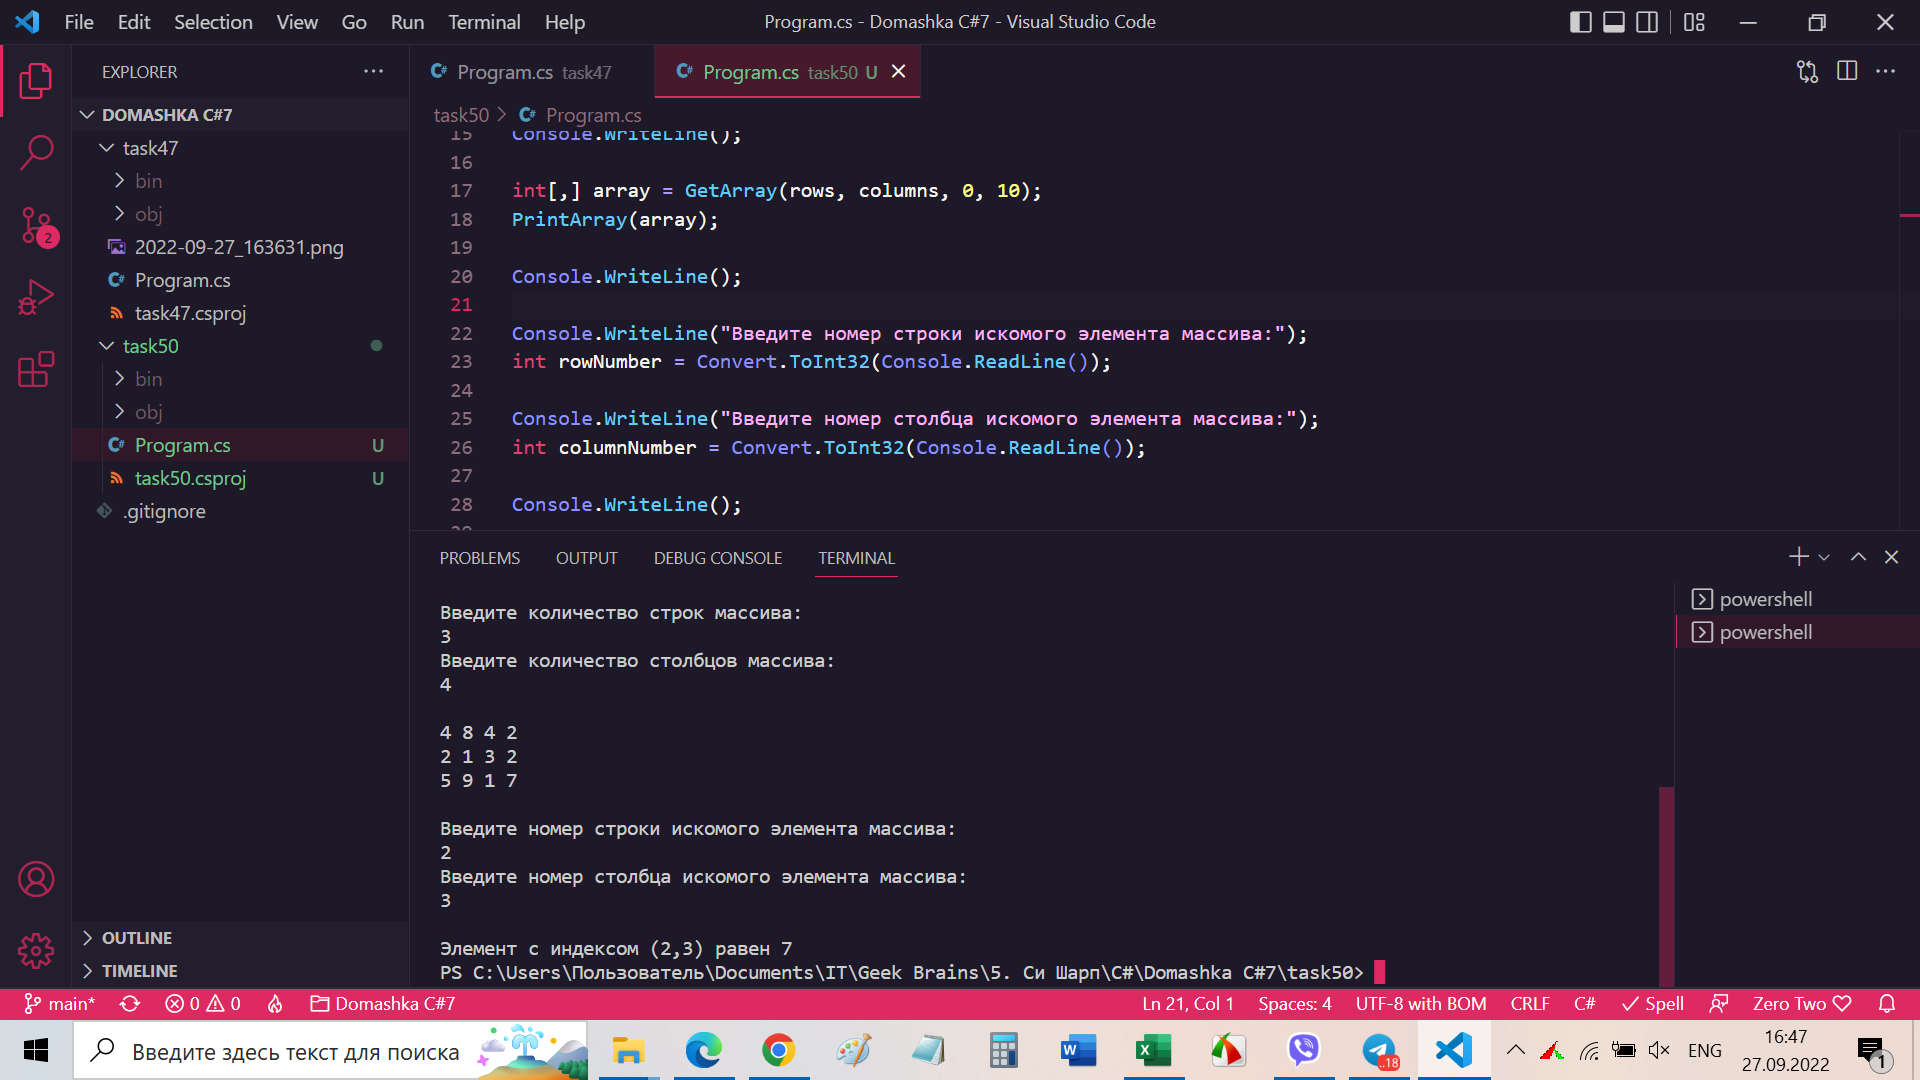 File Edit Selection View Go Run Terminal Help
Program.cs - Domashka C#7 - Visual Studio Code
EXPLORER
DOMASHKA C#7
task47
bin
obj
2022-09-27_163631.png
Program.cs
task47.csproj
task50
bin
obj
Program.cs U
task50.csproj U
.gitignore
OUTLINE
TIMELINE
2
Program.cs task47
Program.cs task50 U
task50 > Program.cs
15 Console.WriteLine();
16
17 int[,] array = GetArray(rows, columns, 0, 10);
18 PrintArray(array);
19
20 Console.WriteLine();
21
22 Console.WriteLine("Введите номер строки искомого элемента массива:");
23 int rowNumber = Convert.ToInt32(Console.ReadLine());
24
25 Console.WriteLine("Введите номер столбца искомого элемента массива:");
26 int columnNumber = Convert.ToInt32(Console.ReadLine());
27
28 Console.WriteLine();
29
PROBLEMS OUTPUT DEBUG CONSOLE TERMINAL
Введите количество строк массива:
3
Введите количество столбцов массива:
4
4 8 4 2
2 1 3 2
5 9 1 7
Введите номер строки искомого элемента массива:
2
Введите номер столбца искомого элемента массива:
3
Элемент с индексом (2,3) равен 7
PS C:\Users\Пользователь\Documents\IT\Geek Brains\5. Си Шарп\C#\Domashka C#7\task50>
powershell
powershell
main* 0 0 Domashka C#7
Ln 21, Col 1 Spaces: 4 UTF-8 with BOM CRLF C# Spell Zero Two
Введите здесь текст для поиска
..18
ENG
16:47
27.09.2022
1